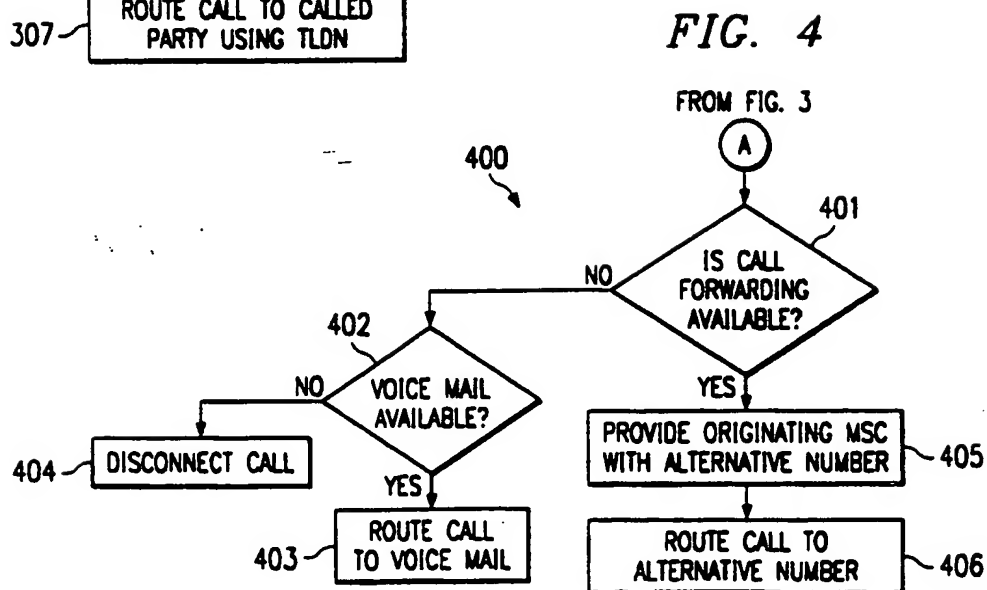 ROUTE CALL TO CALLED
PARTY USING TLDN
307
FIG. 4
FROM FIG. 3
A
400
401
IS CALL
FORWARDING
AVAILABLE?
NO
YES
402
VOICE MAIL
AVAILABLE?
NO
YES
404
DISCONNECT CALL
403
ROUTE CALL
TO VOICE MAIL
PROVIDE ORIGINATING MSC
WITH ALTERNATIVE NUMBER
405
ROUTE CALL TO
ALTERNATIVE NUMBER
406